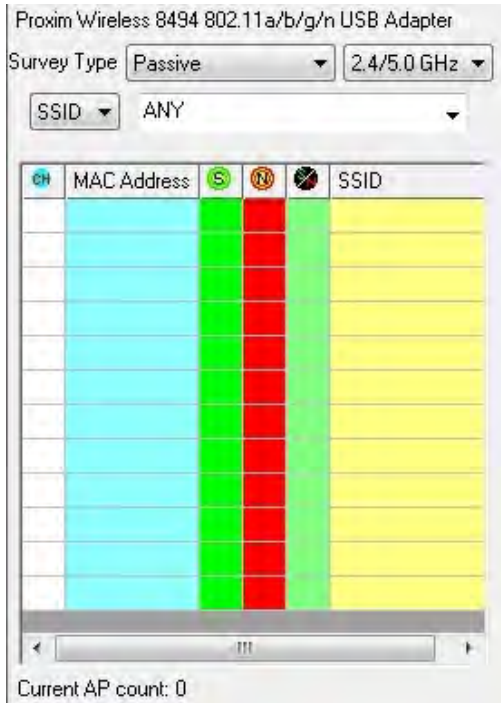 Proxim Wireless 8494 802.11a/b/g/n USB Adapter
Survey Type Passive 2.4/5.0 GHz
SSID ANY
CH MAC Address S N SSID
Current AP count: 0